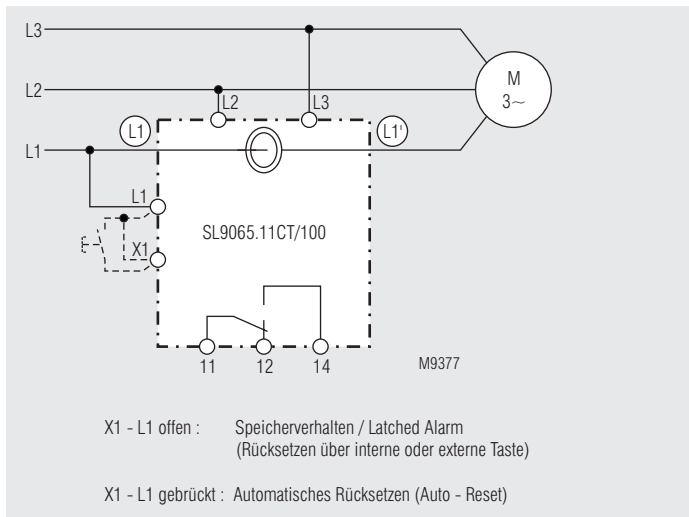 L3
L2
M
3~
L2
L3
L1
L1'
L1
L1
SL9065.11CT/100
X1
11
12
14
M9377
X1 - L1 offen : Speicherverhalten / Latched Alarm
(Rücksetzen über interne oder externe Taste)
X1 - L1 gebrückt : Automatisches Rücksetzen (Auto - Reset)